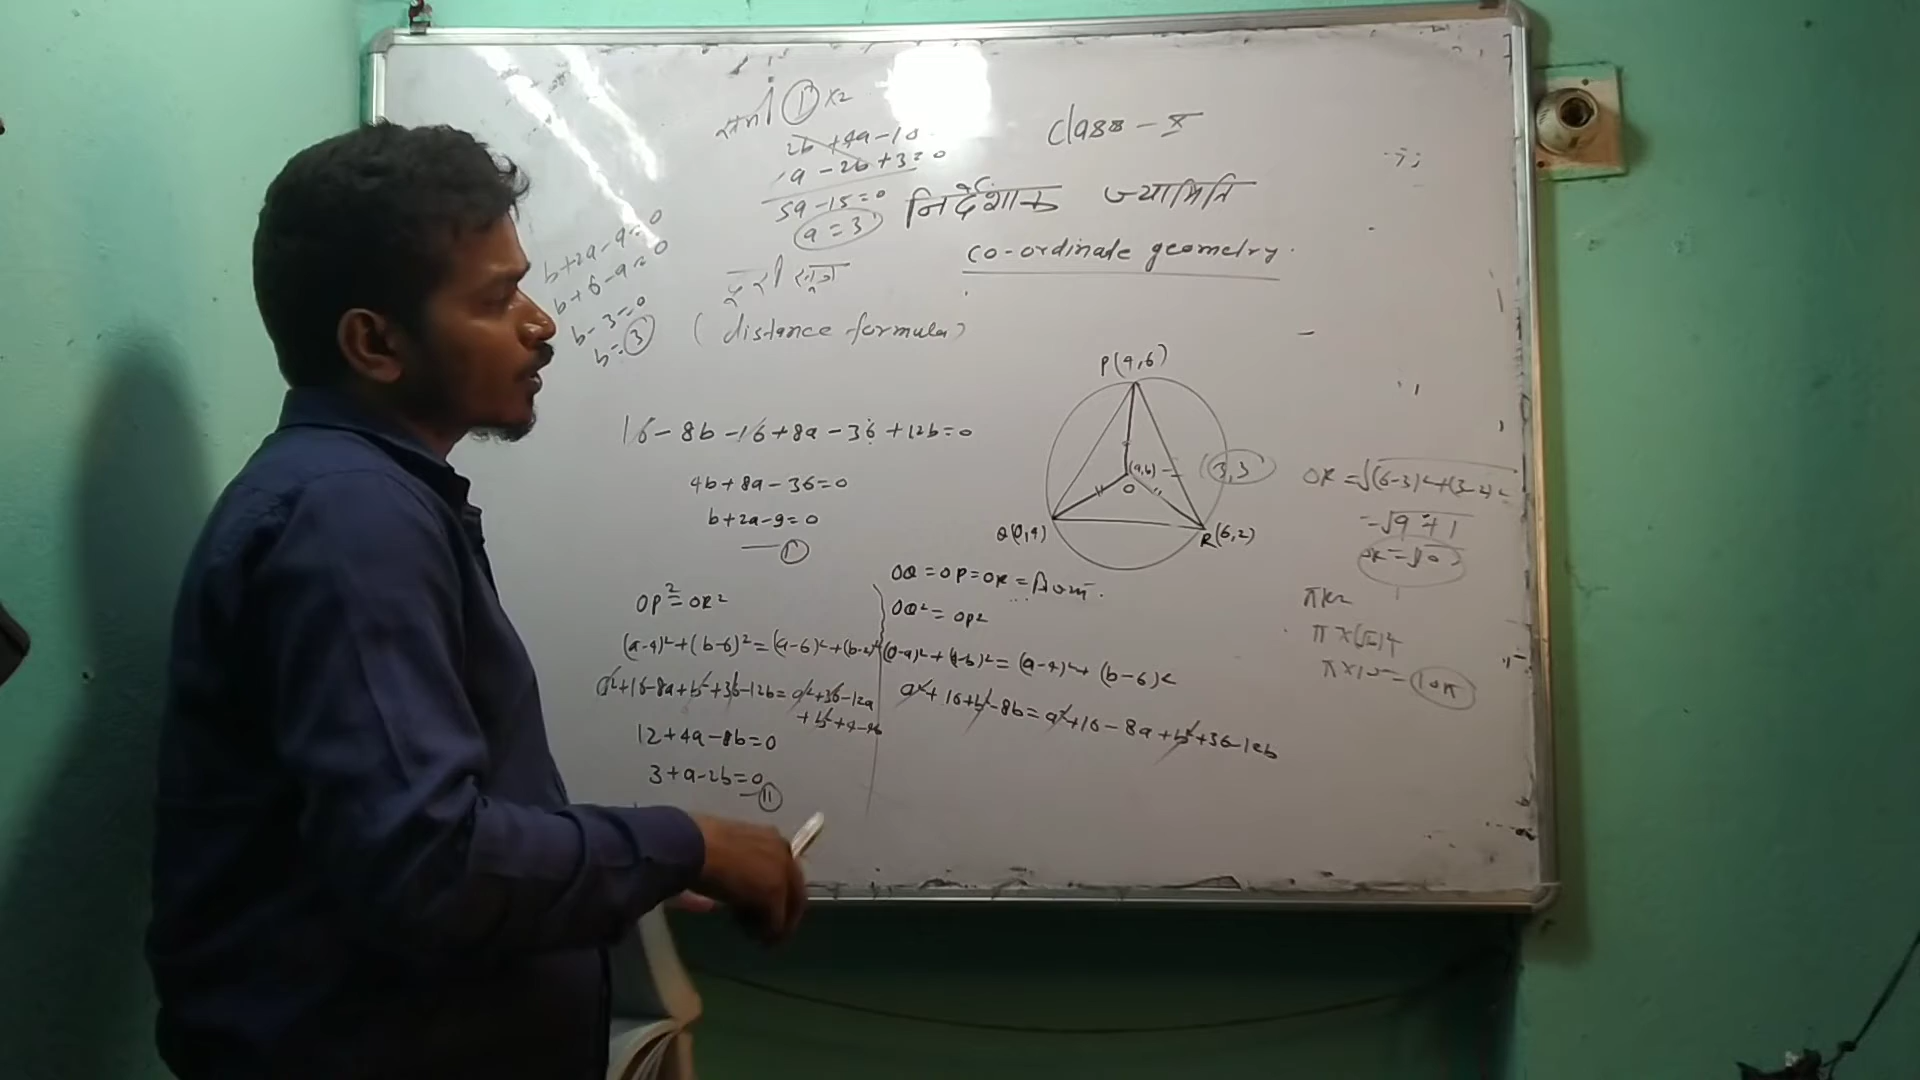 Class - X
निर्देशांक ज्यामिति
co-ordinate geometry.
① ×2
2b + 4a - 18
a - 2b + 3 = 0
5a - 15 = 0
a = 3
b + 2a - 9 = 0
b + 6 - 9 = 0
b - 3 = 0
b = 3
दूरी सूत्र
(distance formula)
16 - 8b - 16 + 8a - 36 + 12b = 0
4b + 8a - 36 = 0
b + 2a - 9 = 0
— ①
OP² = OR²
(a-4)² + (b-6)² = (a-6)² + (b-2)²
a² + 16 - 8a + b² + 36 - 12b = a² + 36 - 12a
+ b² + 4 - 4b
12 + 4a - 8b = 0
3 + a - 2b = 0
— ⑪
P(4,6)
(a,b) - (3,3)
O
Q(0,4)
R(6,2)
OQ = OP = OR =
OQ² = OP²
(0-a)² + (4-b)² = (a-4)² + (b-6)²
a² + 16 + b² - 8b = a² + 16 - 8a + b² + 36 - 12b
OR = √(6-3)² + (3-2)²
= √9 + 1
OR = √10
πr²
π × (√10)²
π × 10 = 10π